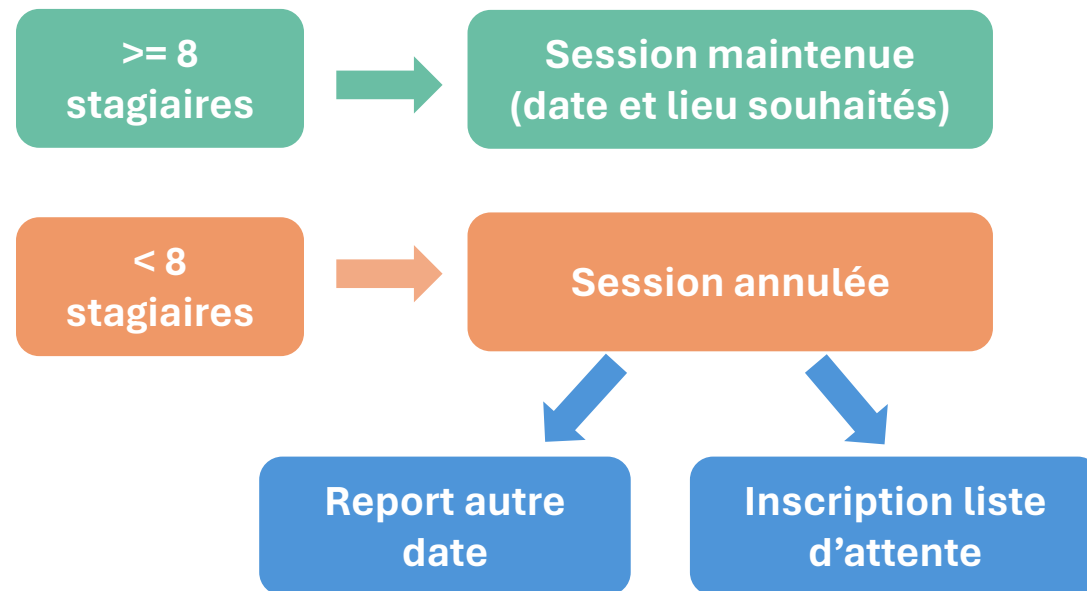 >= 8
stagiaires
Session maintenue
(date et lieu souhaités)
< 8
stagiaires
Session annulée
Report autre
date
Inscription liste
d’attente